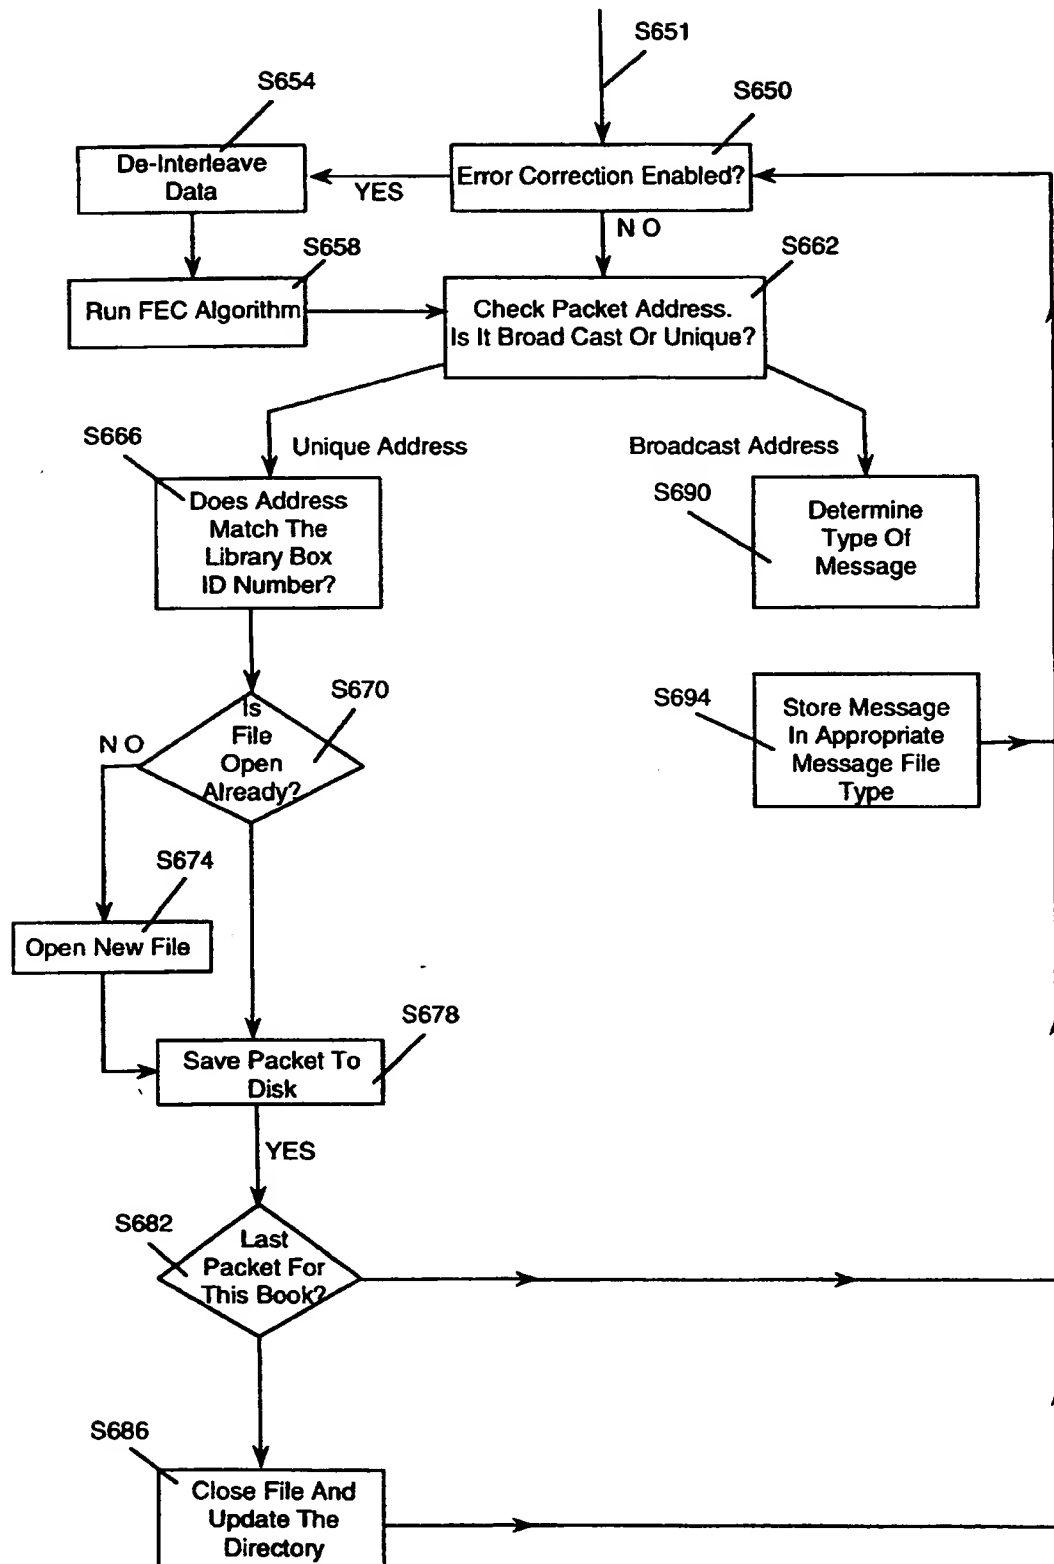 S651
S654
S650
De-Interleave
Data
YES
Error Correction Enabled?
N O
S658
S662
Run FEC Algorithm
Check Packet Address.
Is It Broad Cast Or Unique?
S666
Unique Address
Broadcast Address
Does Address
Match The
Library Box
ID Number?
S690
Determine
Type Of
Message
S670
Is
File
Open
Already?
N O
S694
Store Message
In Appropriate
Message File
Type
S674
Open New File
S678
Save Packet To
Disk
YES
S682
Last
Packet For
This Book?
S686
Close File And
Update The
Directory